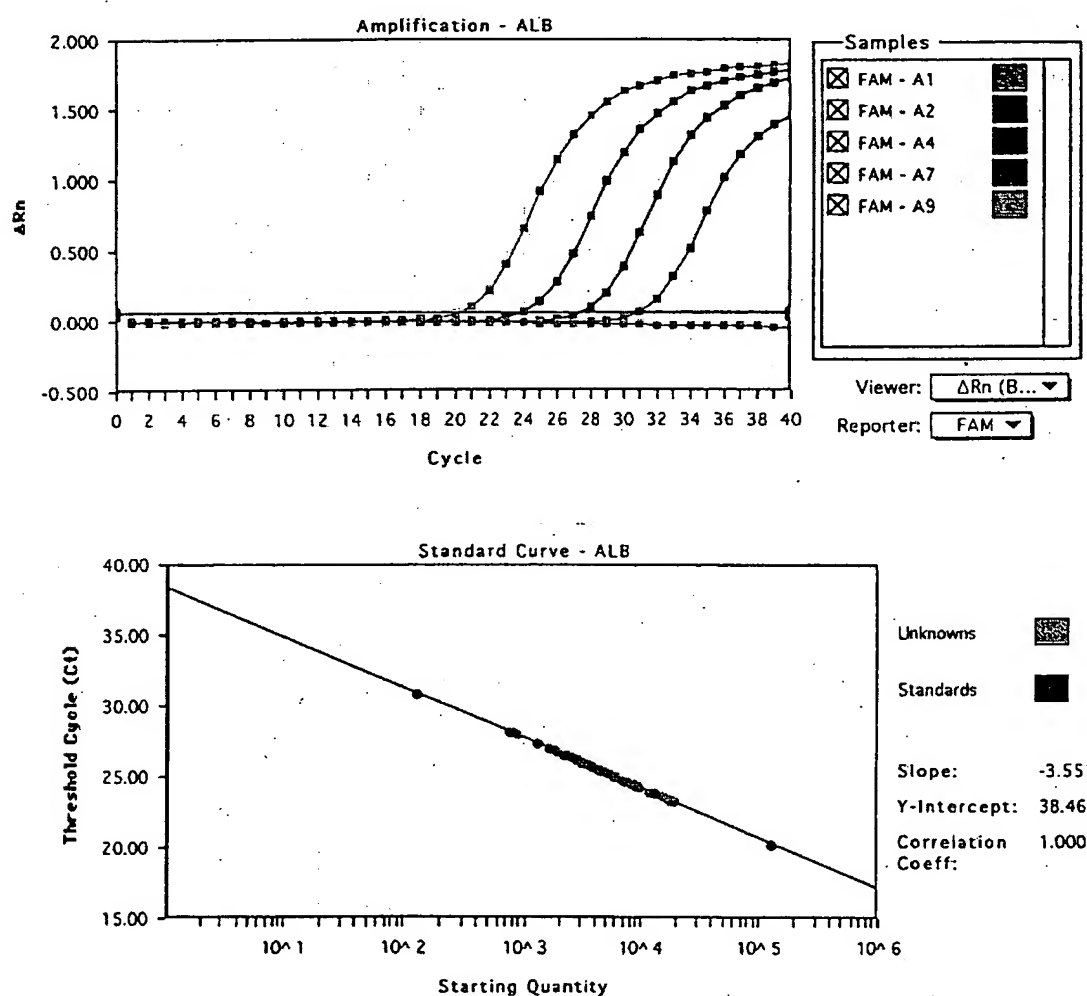 Amplification - ALB
2.000
1.500
1.000
0.500
0.000
-0.500
ΔRn
0 2 4 6 8 10 12 14 16 18 20 21 22 24 26 28 30 32 34 36 38 40
Cycle
Samples
FAM - A1
FAM - A2
FAM - A4
FAM - A7
FAM - A9
Viewer: ΔRn (B... ▼
Reporter: FAM ▼
Standard Curve - ALB
40.00
35.00
30.00
25.00
20.00
15.00
Threshold Cycle (Ct)
10^1 10^2 10^3 10^4 10^5 10^6
Starting Quantity
Unknowns
Standards
Slope: -3.55
Y-Intercept: 38.46
Correlation 1.000
Coeff: